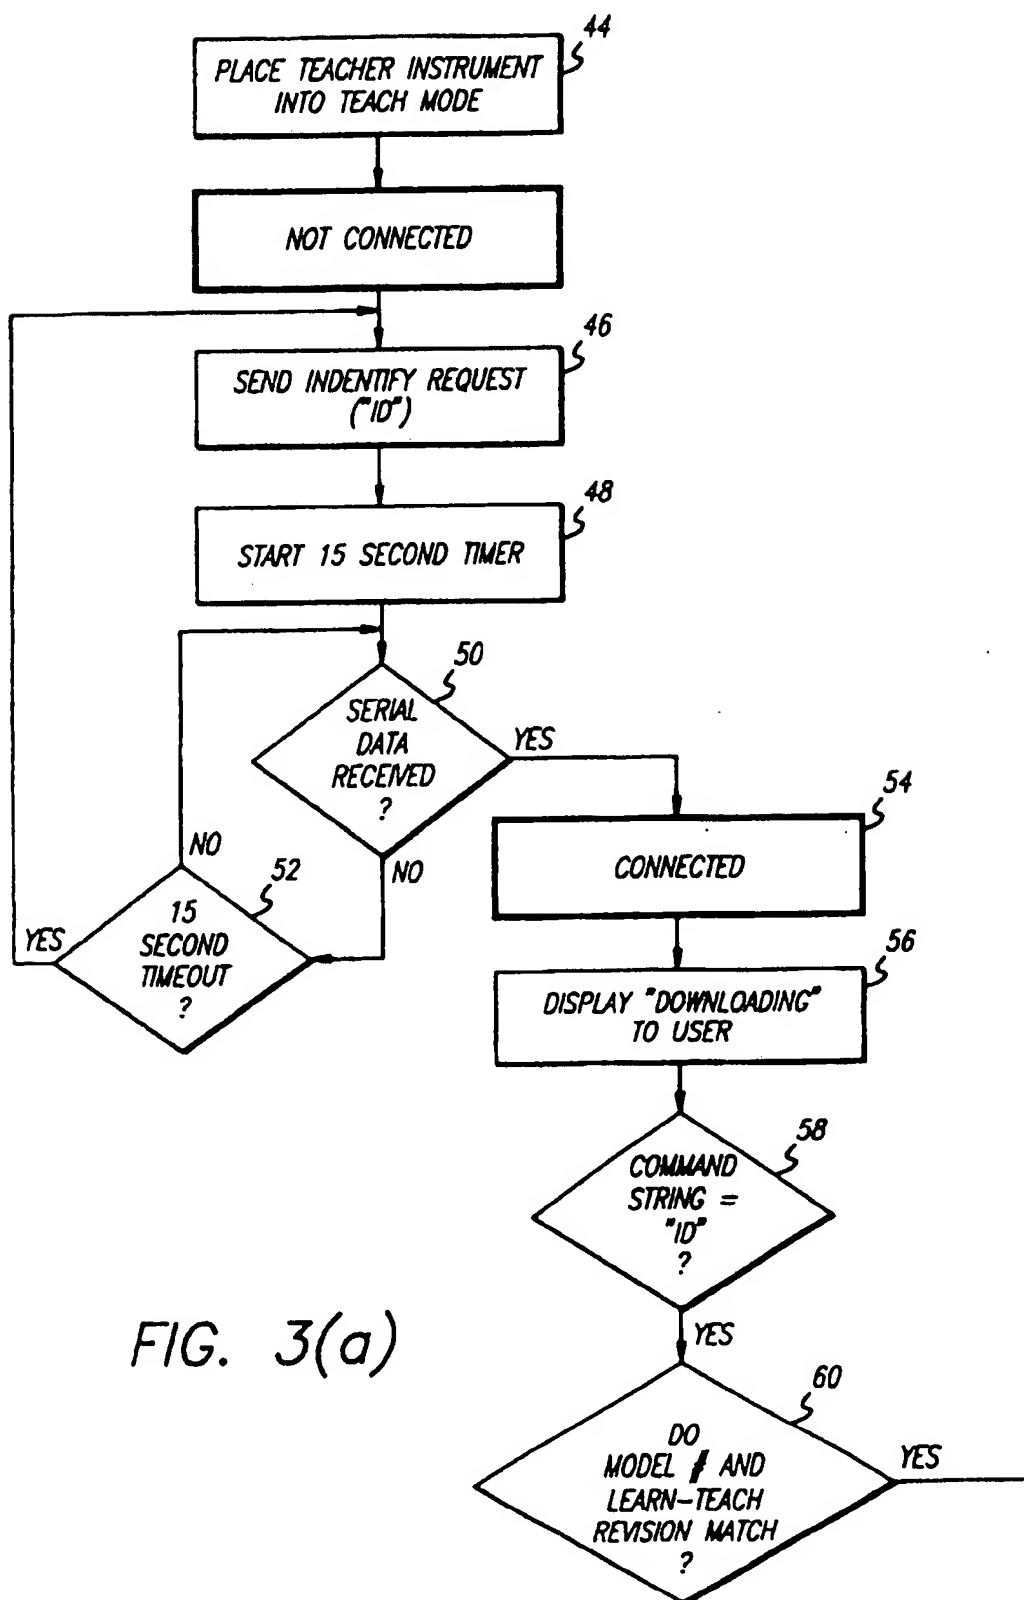 44
PLACE TEACHER INSTRUMENT
INTO TEACH MODE
NOT CONNECTED
46
SEND INDENTIFY REQUEST
("ID")
48
START 15 SECOND TIMER
50
SERIAL
DATA
RECEIVED
?
YES
NO
NO
52
15
SECOND
TIMEOUT
?
YES
54
CONNECTED
56
DISPLAY "DOWNLOADING"
TO USER
58
COMMAND
STRING =
"ID"
?
YES
FIG. 3(a)
60
DO
MODEL # AND
LEARN-TEACH
REVISION MATCH
?
YES